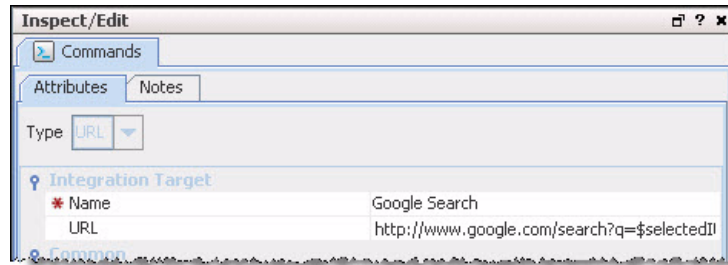 Inspect/Edit
Commands
Attributes Notes
Type URL
Integration Target
* Name Google Search
URL http://www.google.com/search?q=$selectedI
Common